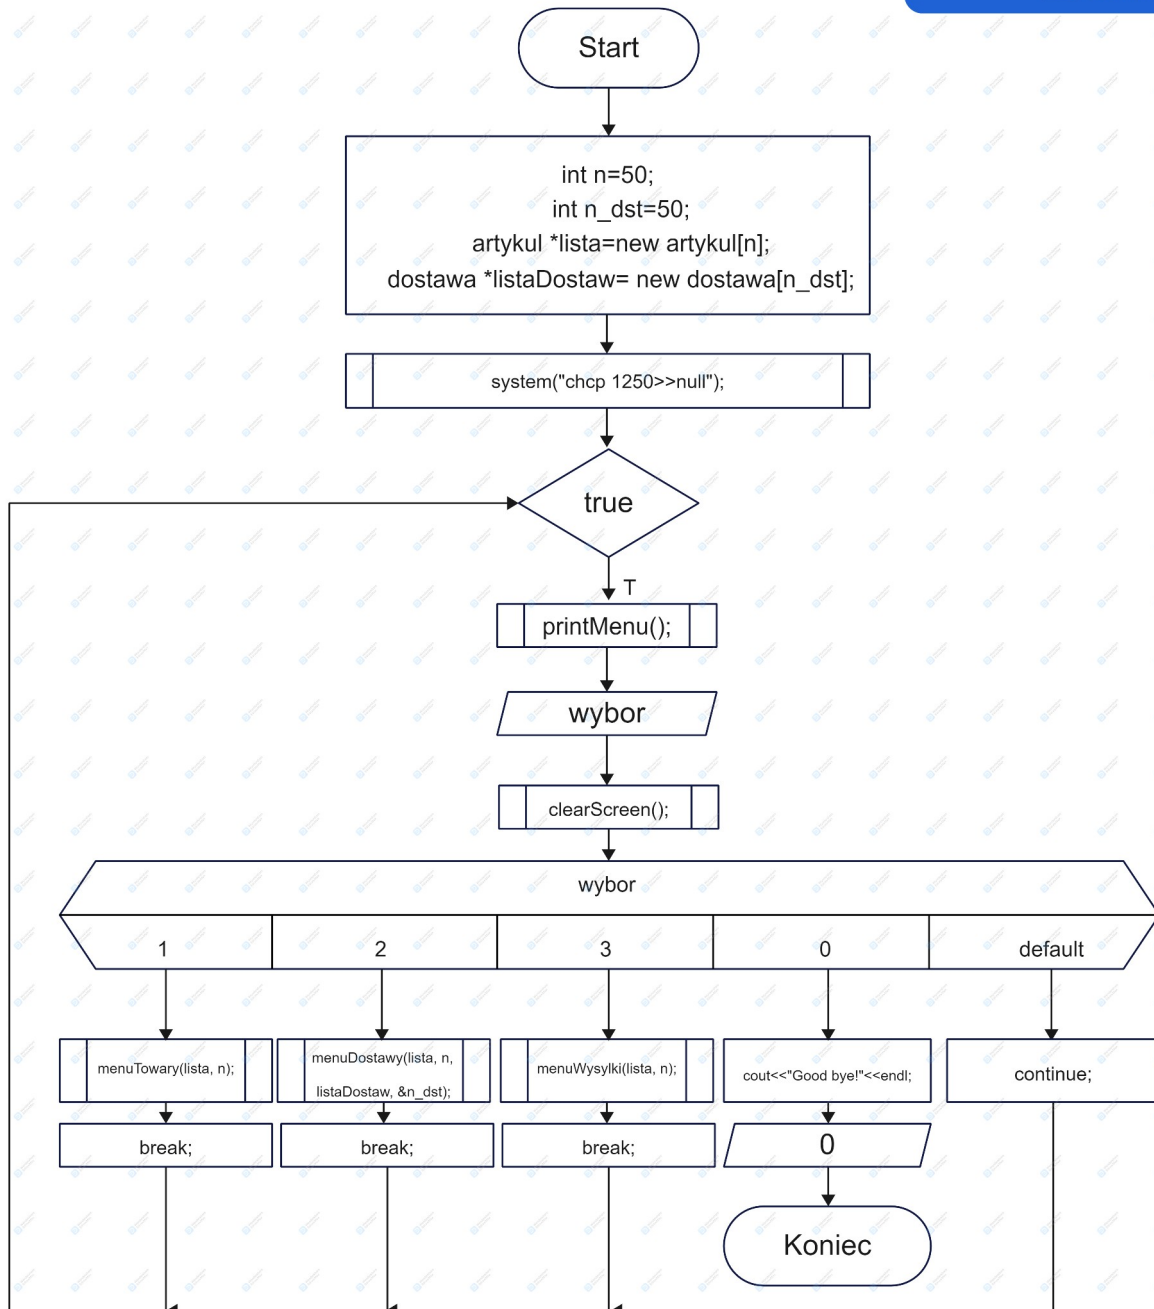 Start
int n=50;
int n_dst=50;
artykul *lista=new artykul[n];
dostawa *listaDostaw= new dostawa[n_dst];
system("chcp 1250>>null");
true
T
printMenu();
wybor
clearScreen();
wybor
1
2
3
0
default
menuTowary(lista, n);
menuDostawy(lista, n,
listaDostaw, &n_dst);
menuWysylki(lista, n);
cout<<"Good bye!"<<endl;
continue;
break;
break;
break;
0
Koniec